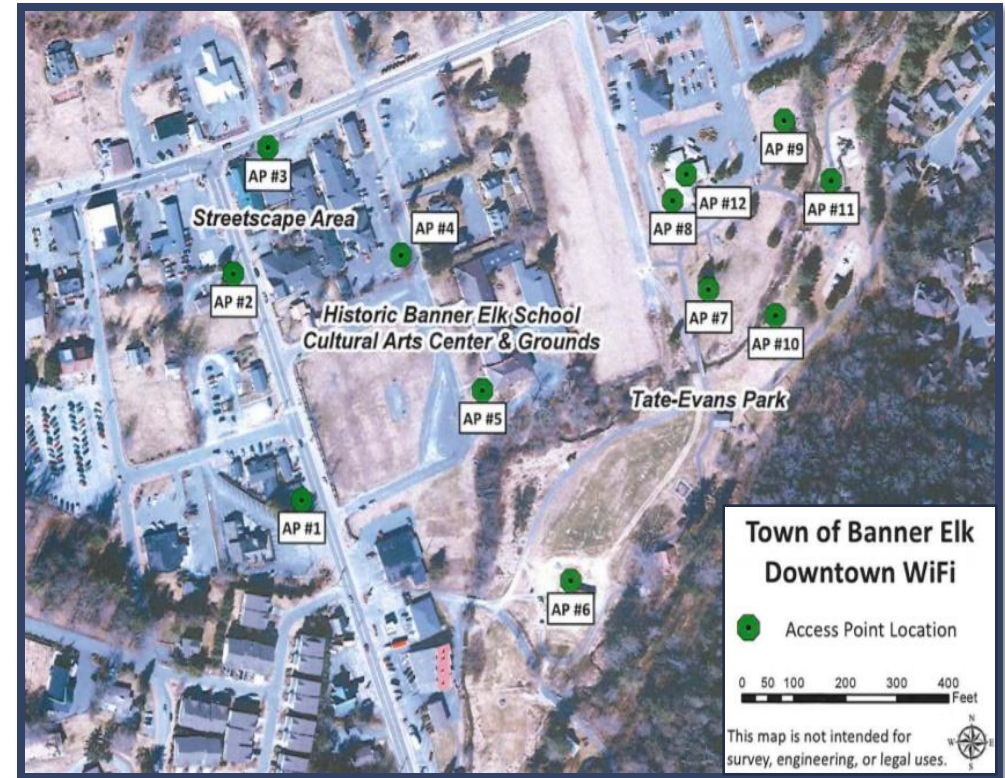 AP #9
AP #3
AP #12
AP #11
Streetscape Area
AP #4
AP #8
AP #2
Historic Banner Elk School
Cultural Arts Center & Grounds
AP #7
AP #10
Tate-Evans Park
AP #5
AP #1
AP #6
Town of Banner Elk
Downtown WiFi
Access Point Location
0 50 100 200 300 400
Feet
This map is not intended for
survey, engineering, or legal uses.
N
W E
S